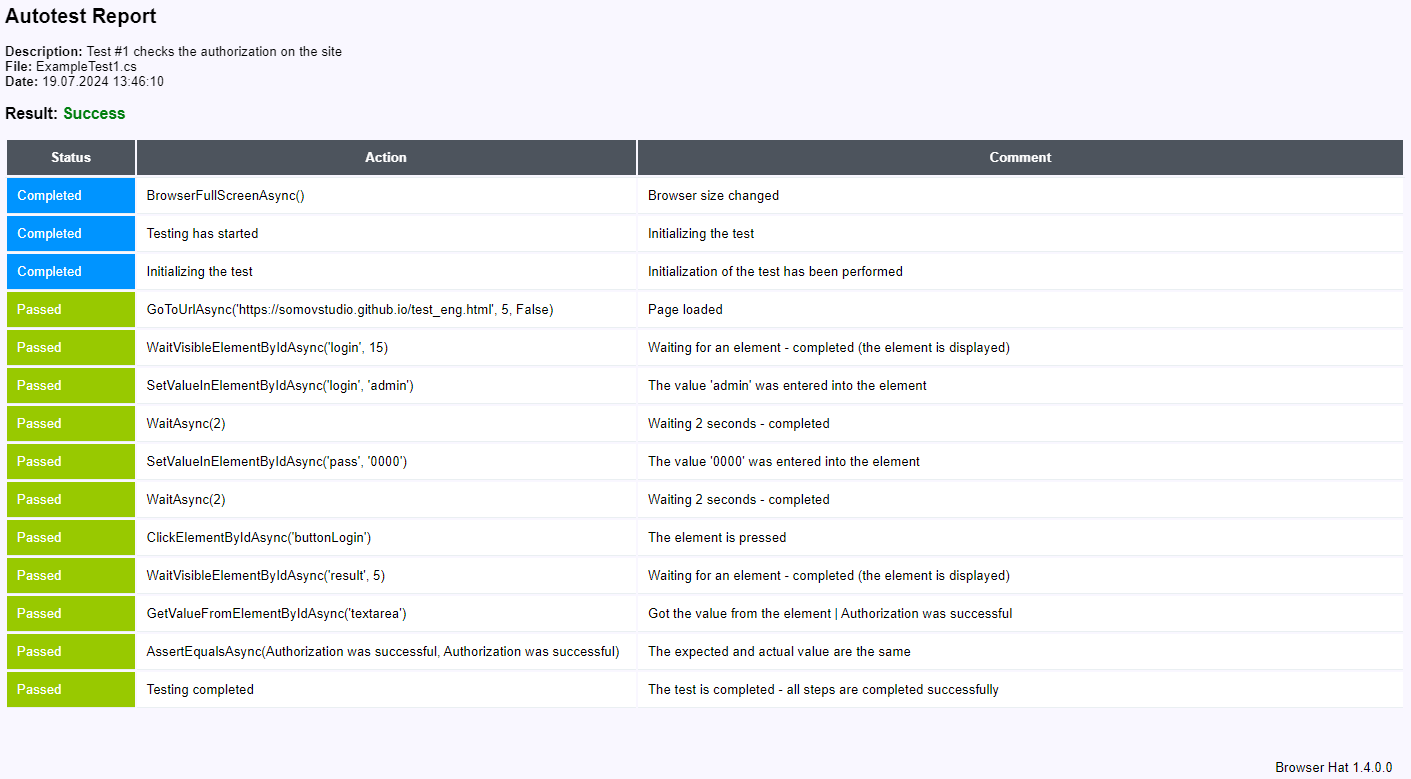 Autotest Report
Description: Test #1 checks the authorization on the site
File: ExampleTest1.cs
Date: 19.07.2024 13:46:10
Result: Success
Status Action Comment
Completed BrowserFullScreenAsync() Browser size changed
Completed Testing has started Initializing the test
Completed Initializing the test Initialization of the test has been performed
Passed GoToUrlAsync('https://somovstudio.github.io/test_eng.html', 5, False) Page loaded
Passed WaitVisibleElementByIdAsync('login', 15) Waiting for an element - completed (the element is displayed)
Passed SetValueInElementByIdAsync('login', 'admin') The value 'admin' was entered into the element
Passed WaitAsync(2) Waiting 2 seconds - completed
Passed SetValueInElementByIdAsync('pass', '0000') The value '0000' was entered into the element
Passed WaitAsync(2) Waiting 2 seconds - completed
Passed ClickElementByIdAsync('buttonLogin') The element is pressed
Passed WaitVisibleElementByIdAsync('result', 5) Waiting for an element - completed (the element is displayed)
Passed GetValueFromElementByIdAsync('textarea') Got the value from the element | Authorization was successful
Passed AssertEqualsAsync(Authorization was successful, Authorization was successful) The expected and actual value are the same
Passed Testing completed The test is completed - all steps are completed successfully
Browser Hat 1.4.0.0